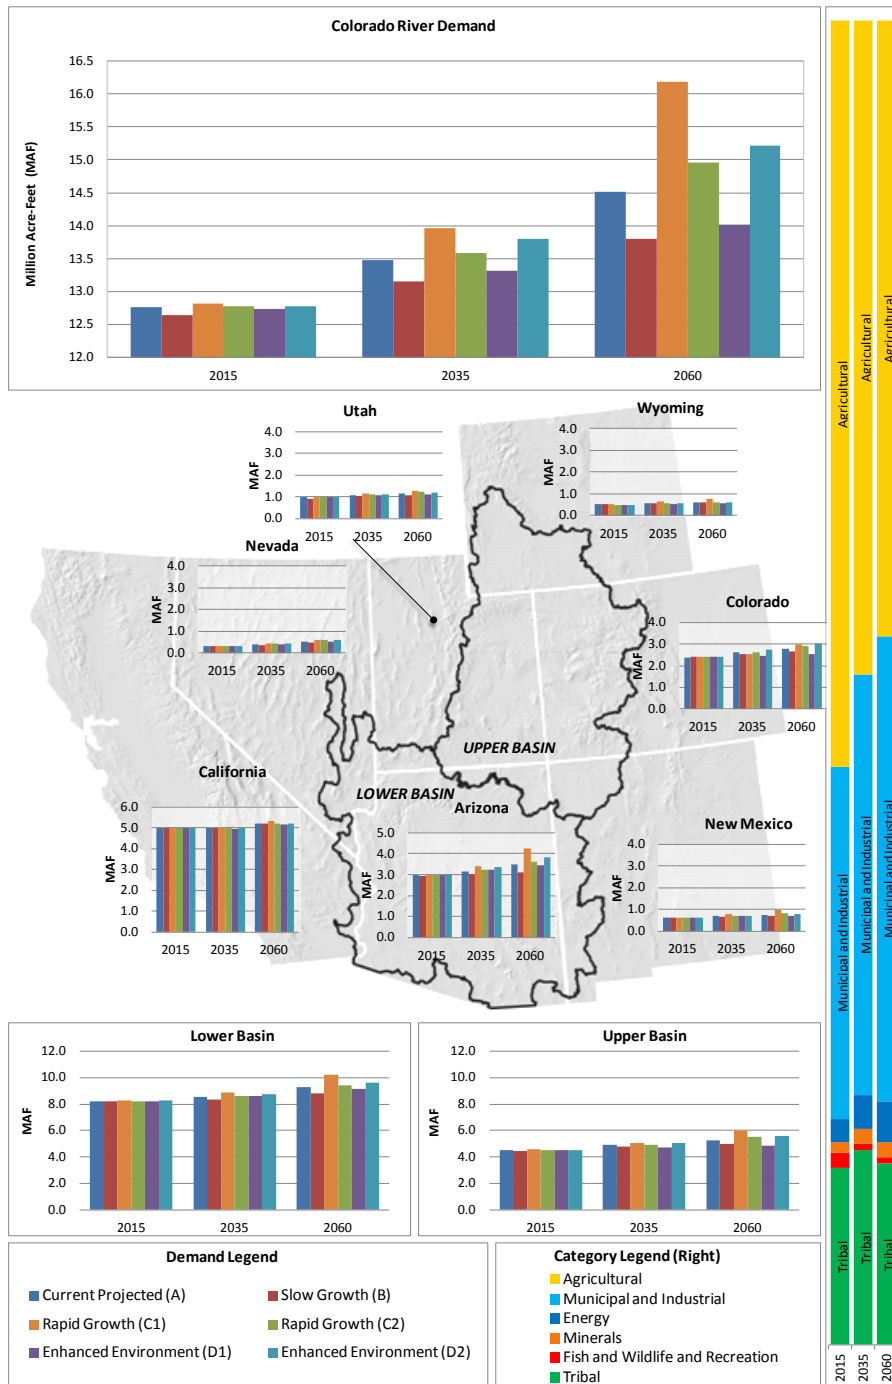 Colorado River Demand
Million Acre-Feet (MAF)
16.5
16.0
15.5
15.0
14.5
14.0
13.5
13.0
12.5
12.0
2015 2035 2060
Utah
MAF
4.0
3.0
2.0
1.0
0.0
2015 2035 2060
Wyoming
MAF
4.0
3.0
2.0
1.0
0.0
2015 2035 2060
Nevada
MAF
4.0
3.0
2.0
1.0
0.0
2015 2035 2060
Colorado
MAF
4.0
3.0
2.0
1.0
0.0
2015 2035 2060
UPPER BASIN
LOWER BASIN
California
MAF
6.0
5.0
4.0
3.0
2.0
1.0
0.0
2015 2035 2060
Arizona
MAF
5.0
4.0
3.0
2.0
1.0
0.0
2015 2035 2060
New Mexico
MAF
4.0
3.0
2.0
1.0
0.0
2015 2035 2060
Lower Basin
MAF
12.0
10.0
8.0
6.0
4.0
2.0
0.0
2015 2035 2060
Upper Basin
MAF
12.0
10.0
8.0
6.0
4.0
2.0
0.0
2015 2035 2060
Demand Legend
Current Projected (A) Slow Growth (B)
Rapid Growth (C1) Rapid Growth (C2)
Enhanced Environment (D1) Enhanced Environment (D2)
Category Legend (Right)
Agricultural
Municipal and Industrial
Energy
Minerals
Fish and Wildlife and Recreation
Tribal
Agricultural
Municipal and Industrial
Tribal
2015
Agricultural
Municipal and Industrial
Tribal
2035
Agricultural
Municipal and Industrial
Tribal
2060